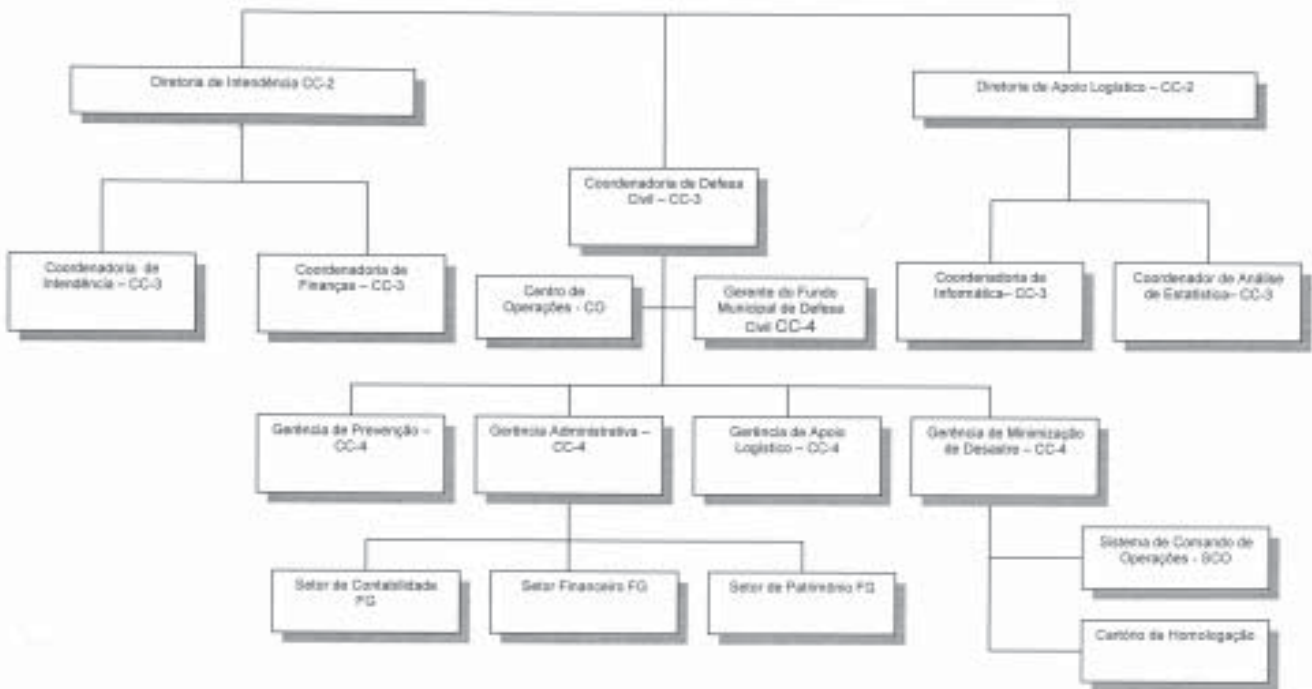 Diretoria de Intendência CC-2
Diretoria de Apoio Logístico – CC-2
Coordenadoria de Defesa
Civil – CC-3
Coordenadoria de
Intendência – CC-3
Coordenadoria de
Finanças – CC-3
Centro de
Operações - CO
Gerente do Fundo
Municipal de Defesa
Civil CC-4
Coordenadoria de
Informática– CC-3
Coordenador de Análise
de Estatístico– CC-3
Gerência de Prevenção –
CC-4
Gerência Administrativa –
CC-4
Gerência de Apoio
Logístico – CC-4
Gerência de Minimização
de Desastre – CC-4
Setor de Contabilidade
FG
Setor Financeiro FG
Setor de Patrimônio FG
Sistema de Comando de
Operações - SCO
Cartório de Homologação